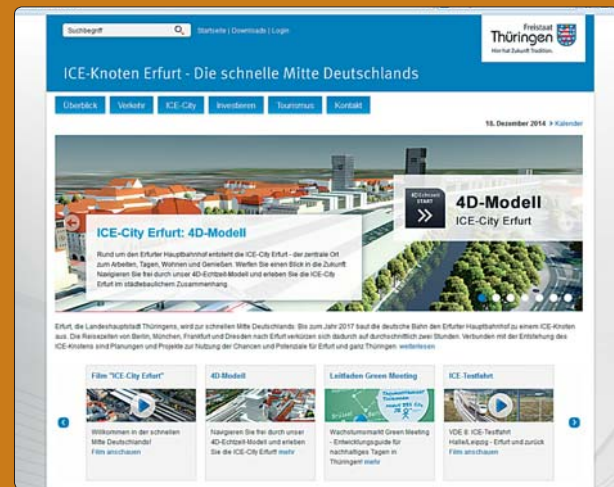 Suchbegriff
Startseite | Downloads | Login
Freistaat
Thüringen
Hier hat Zukunft Tradition.
ICE-Knoten Erfurt - Die schnelle Mitte Deutschlands
Überblick Verkehr ICE-City Investieren Tourismus Kontakt
18. Dezember 2014 > Kalender
4D Echtzeit
START
4D-Modell
ICE-City Erfurt
ICE-City Erfurt: 4D-Modell
Rund um den Erfurter Hauptbahnhof entsteht die ICE-City Erfurt - der zentrale Ort
zum Arbeiten, Tagen, Wohnen und Genießen. Werfen Sie einen Blick in die Zukunft:
Navigieren Sie frei durch unser 4D-Echtzeit-Modell und erleben Sie die ICE-City
Erfurt im städtebaulichem Zusammenhang.
Erfurt, die Landeshauptstadt Thüringens, wird zur schnellen Mitte Deutschlands: Bis zum Jahr 2017 baut die deutsche Bahn den Erfurter Hauptbahnhof zu einem ICE-Knoten
aus. Die Reisezeiten von Berlin, München, Frankfurt und Dresden nach Erfurt verkürzen sich dadurch auf durchschnittlich zwei Stunden. Verbunden mit der Entstehung des
ICE-Knotens sind Planungen und Projekte zur Nutzung der Chancen und Potenziale für Erfurt und ganz Thüringen. weiterlesen
Film "ICE-City Erfurt"
Willkommen in der schnellen
Mitte Deutschlands!
Film anschauen
4D-Modell
Navigieren Sie frei durch unser
4D-Echtzeit-Modell und erleben
Sie die ICE-City Erfurt! mehr
Leitfaden Green Meeting
Wachstumsmarkt Green Meeting
- Entwicklungsguide für
nachhaltiges Tagen in
Thüringen! mehr
ICE-Testfahrt
VDE 8: ICE-Testfahrt
Halle/Leipzig - Erfurt und zurück
Film anschauen